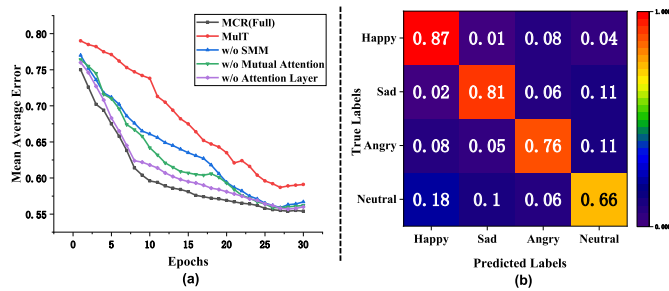 (a)
MCR(Full)
MulT
w/o SMM
w/o Mutual Attention
w/o Attention Layer
Mean Average Error
0.80
0.75
0.70
0.65
0.60
0.55
0
5
10
15
20
25
30
Epochs
(a)
True Labels
Happy
0.87 0.01 0.08 0.04
Sad
0.02 0.81 0.06 0.11
Angry
0.08 0.05 0.76 0.11
Neutral
0.18 0.1 0.06 0.66
Happy Sad Angry Neutral
Predicted Labels
(b)
1.000